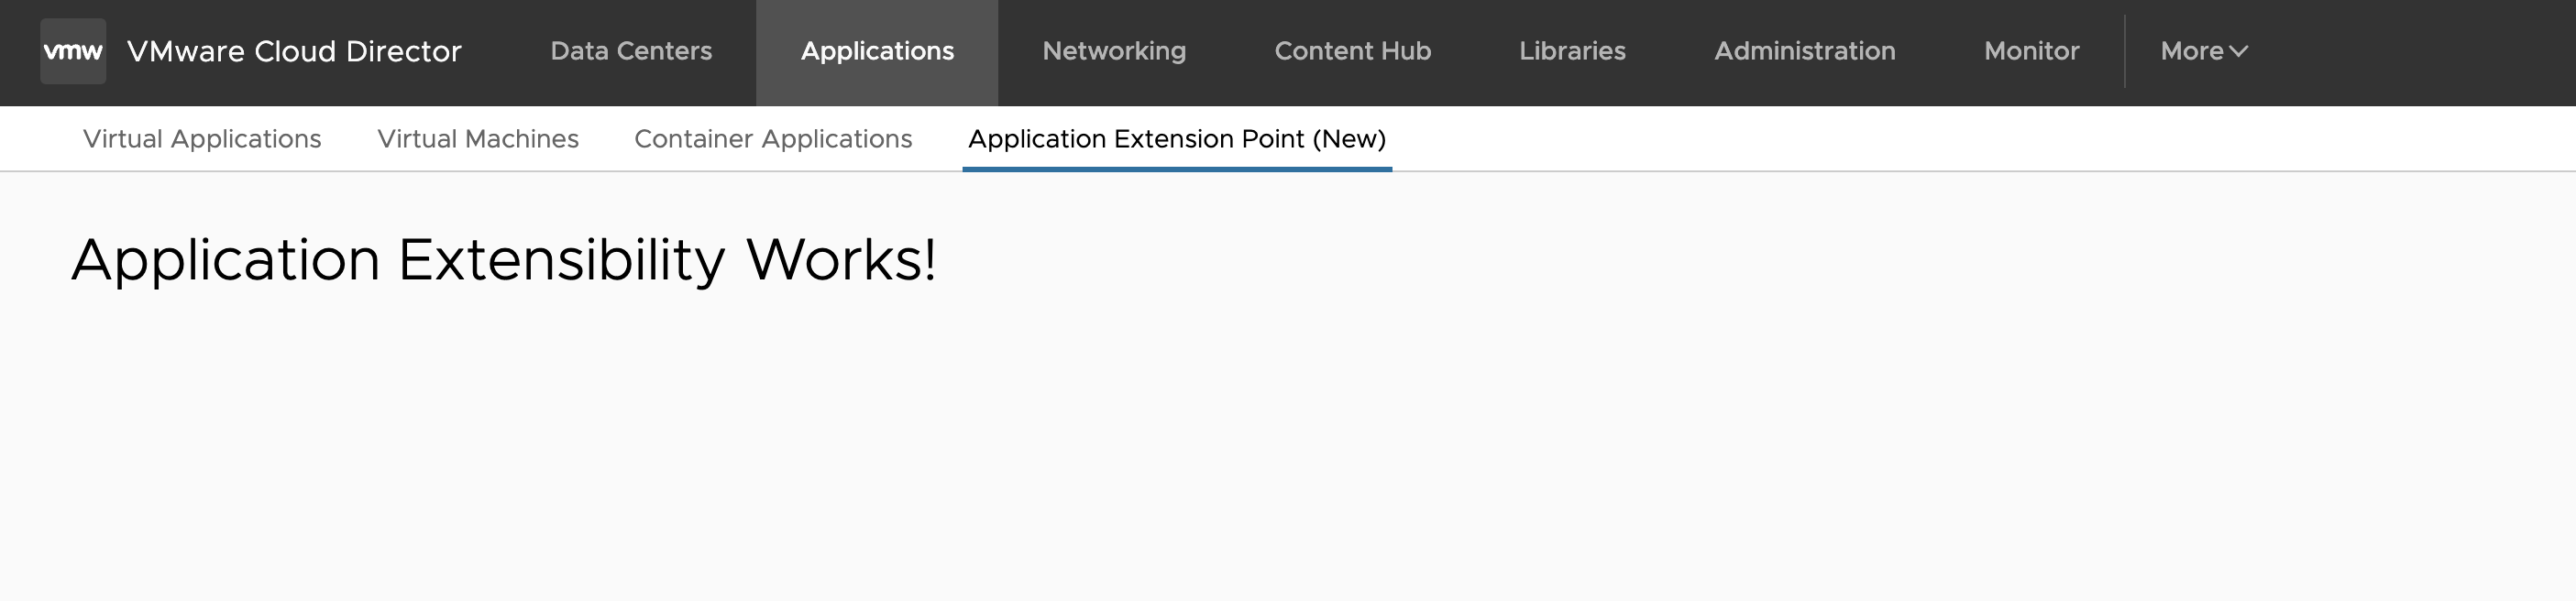 vmw VMware Cloud Director Data Centers Applications Networking Content Hub Libraries Administration Monitor More
Virtual Applications Virtual Machines Container Applications Application Extension Point (New)
Application Extensibility Works!